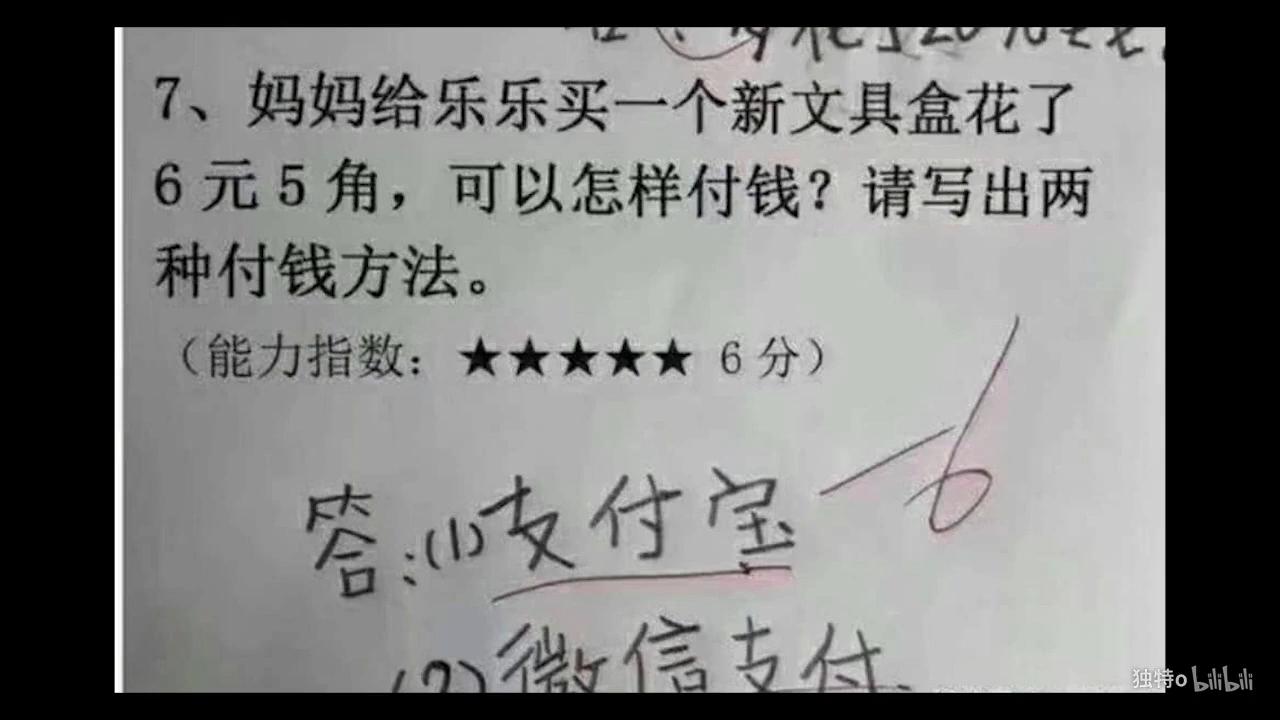 7、妈妈给乐乐买一个新文具盒花了
6元5角，可以怎样付钱？请写出两
种付钱方法。
（能力指数：★★★★★ 6分）
-6
答:(1)支付宝
(2)微信支付.
独特o bilibili